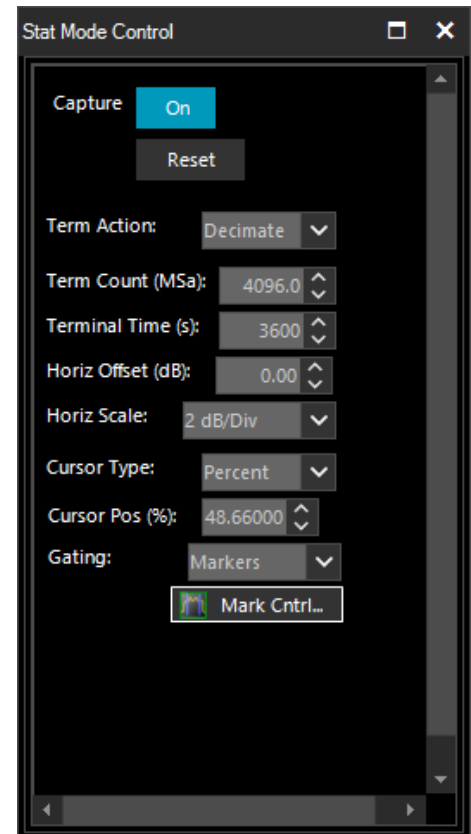 Stat Mode Control
Capture On
Reset
Term Action: Decimate
Term Count (MSa): 4096.0
Terminal Time (s): 3600
Horiz Offset (dB): 0.00
Horiz Scale: 2 dB/Div
Cursor Type: Percent
Cursor Pos (%): 48.66000
Gating: Markers
Mark Cntrl...